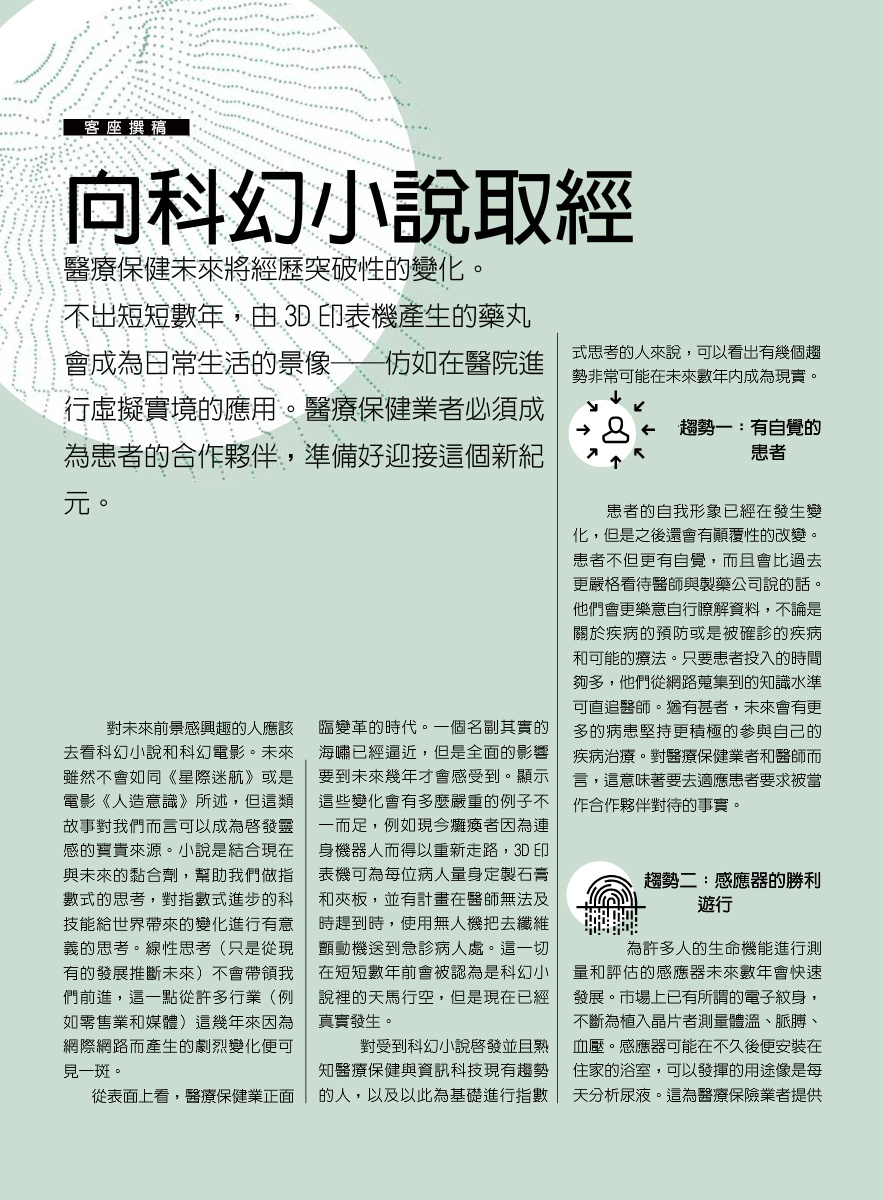 客座撰稿
向科幻小說取經
醫療保健未來將經歷突破性的變化。
不出短短數年，由 3D 印表機產生的藥丸
會成為日常生活的景像——仿如在醫院進
行虛擬實境的應用。醫療保健業者必須成
為患者的合作夥伴，準備好迎接這個新紀
元。
對未來前景感興趣的人應該
去看科幻小說和科幻電影。未來
雖然不會如同《星際迷航》或是
電影《人造意識》所述，但這類
故事對我們而言可以成為啓發靈
感的寶貴來源。小說是結合現在
與未來的黏合劑，幫助我們做指
數式的思考，對指數式進步的科
技能給世界帶來的變化進行有意
義的思考。線性思考（只是從現
有的發展推斷未來）不會帶領我
們前進，這一點從許多行業（例
如零售業和媒體）這幾年來因為
網際網路而產生的劇烈變化便可
見一斑。
從表面上看，醫療保健業正面
臨變革的時代。一個名副其實的
海嘯已經逼近，但是全面的影響
要到未來幾年才會感受到。顯示
這些變化會有多麼嚴重的例子不
一而足，例如現今癱瘓者因為連
身機器人而得以重新走路，3D 印
表機可為每位病人量身定製石膏
和夾板，並有計畫在醫師無法及
時趕到時，使用無人機把去纖維
顫動機送到急診病人處。這一切
在短短數年前會被認為是科幻小
說裡的天馬行空，但是現在已經
真實發生。
對受到科幻小說啓發並且熟
知醫療保健與資訊科技現有趨勢
的人，以及以此為基礎進行指數
式思考的人來說，可以看出有幾個趨
勢非常可能在未來數年內成為現實。
趨勢一：有自覺的
患者
患者的自我形象已經在發生變
化，但是之後還會有顛覆性的改變。
患者不但更有自覺，而且會比過去
更嚴格看待醫師與製藥公司說的話。
他們會更樂意自行瞭解資料，不論是
關於疾病的預防或是被確診的疾病
和可能的療法。只要患者投入的時間
夠多，他們從網路蒐集到的知識水準
可直追醫師。猶有甚者，未來會有更
多的病患堅持更積極的參與自己的
疾病治療。對醫療保健業者和醫師而
言，這意味著要去適應患者要求被當
作合作夥伴對待的事實。
趨勢二：感應器的勝利
遊行
為許多人的生命機能進行測
量和評估的感應器未來數年會快速
發展。市場上已有所謂的電子紋身，
不斷為植入晶片者測量體溫、脈膊、
血壓。感應器可能在不久後便安裝在
住家的浴室，可以發揮的用途像是每
天分析尿液。這為醫療保險業者提供